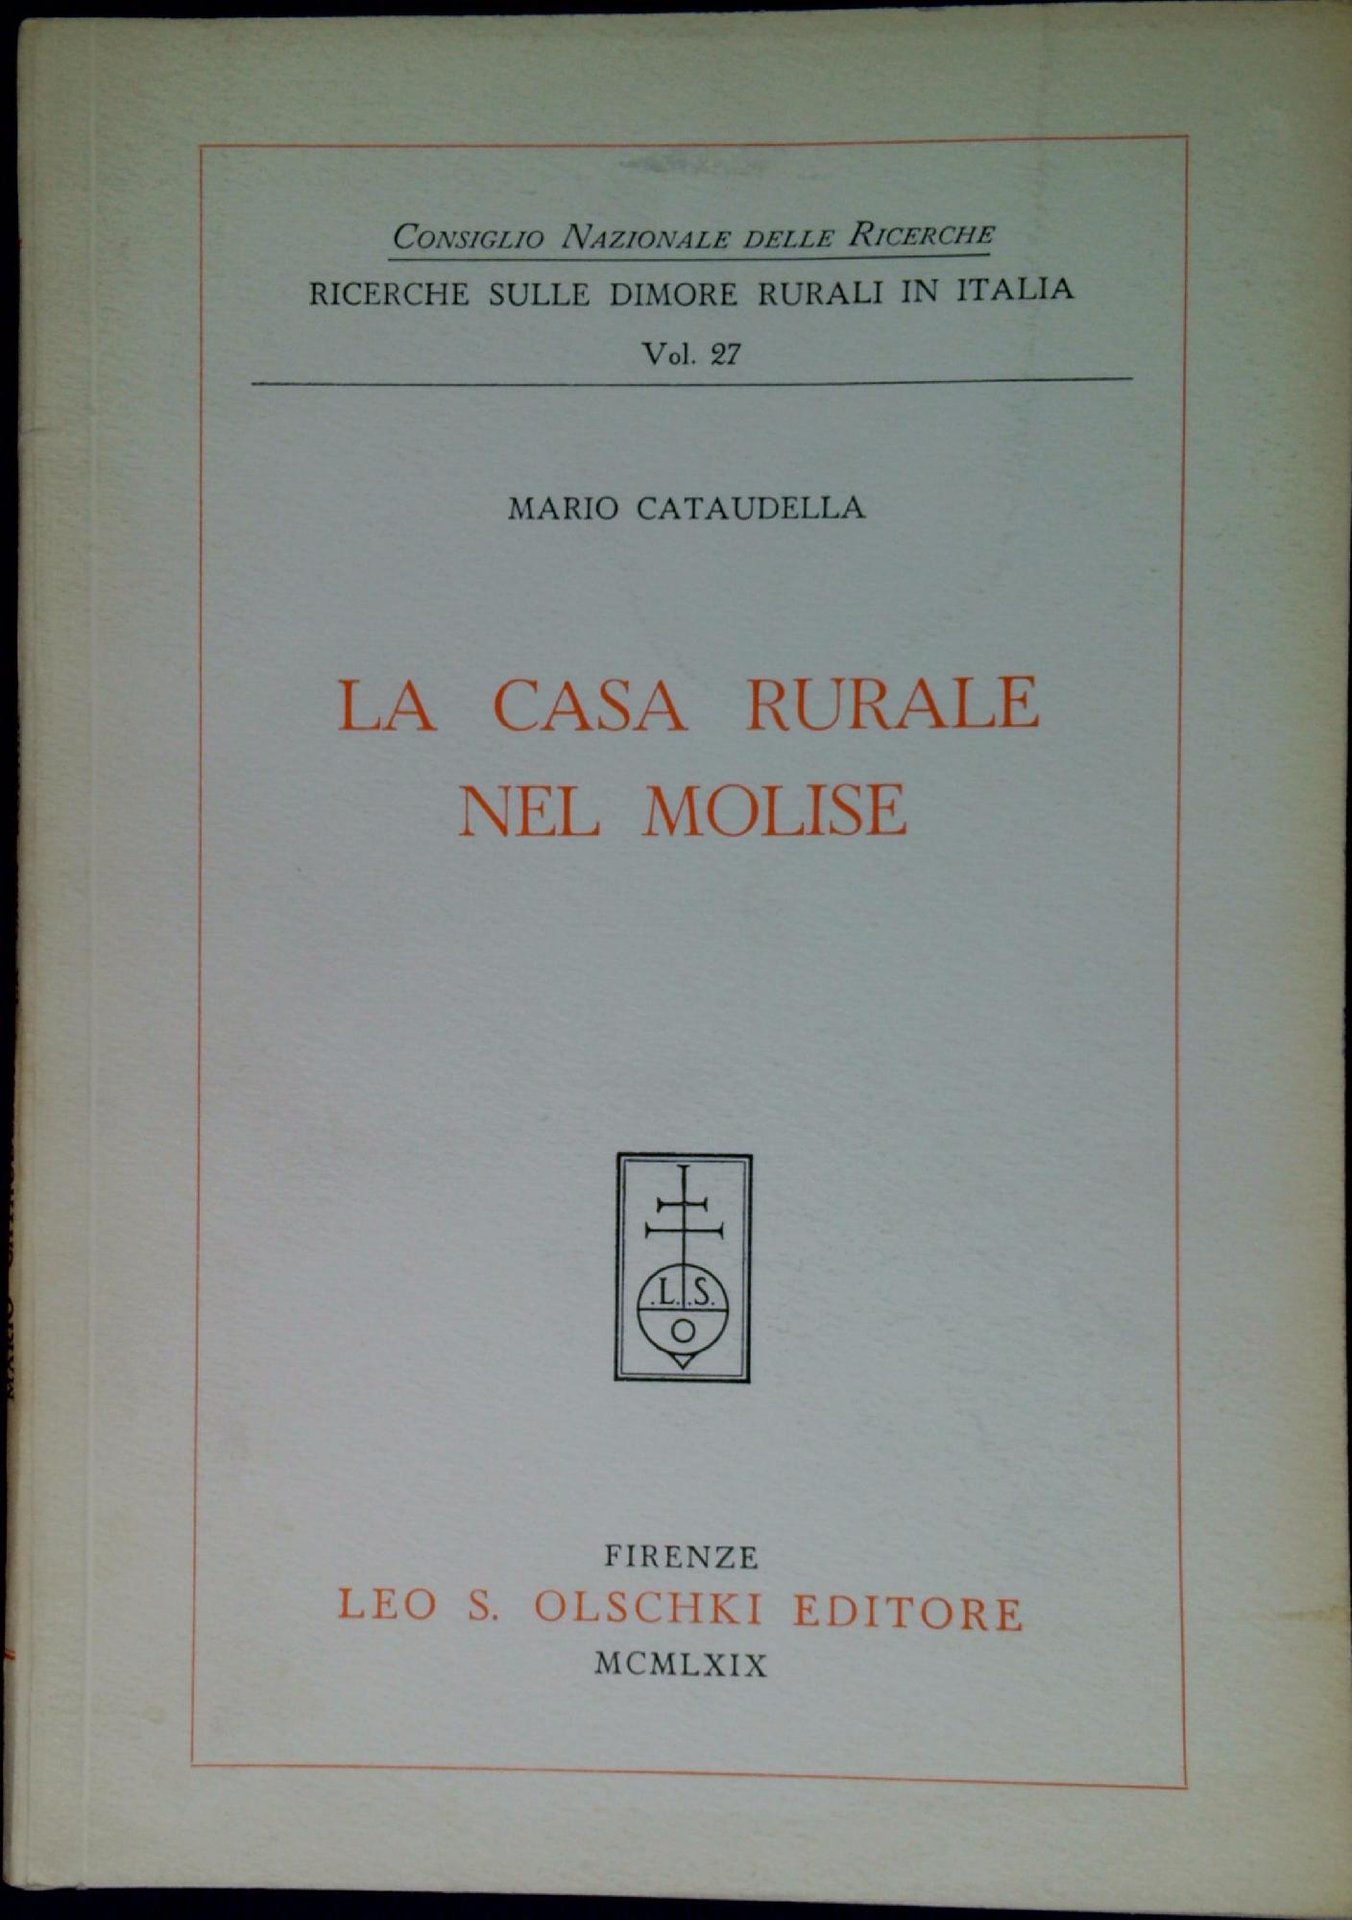 CONSIGLIO NAZIONALE DELLE RICERCHE
RICERCHE SULLE DIMORE RURALI IN ITALIA
Vol. 27
MARIO CATAUDELLA
LA CASA RURALE
NEL MOLISE
.L.S.
O
FIRENZE
LEO S. OLSCHKI EDITORE
MCMLXIX
MARIO